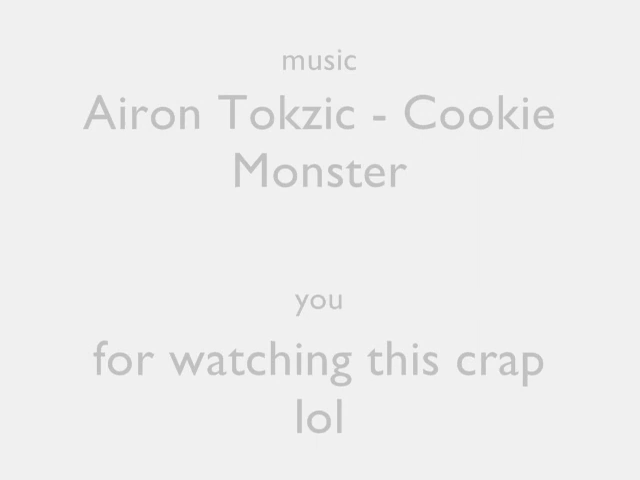 music
Airon Tokzic - Cookie
Monster
you
for watching this crap
lol